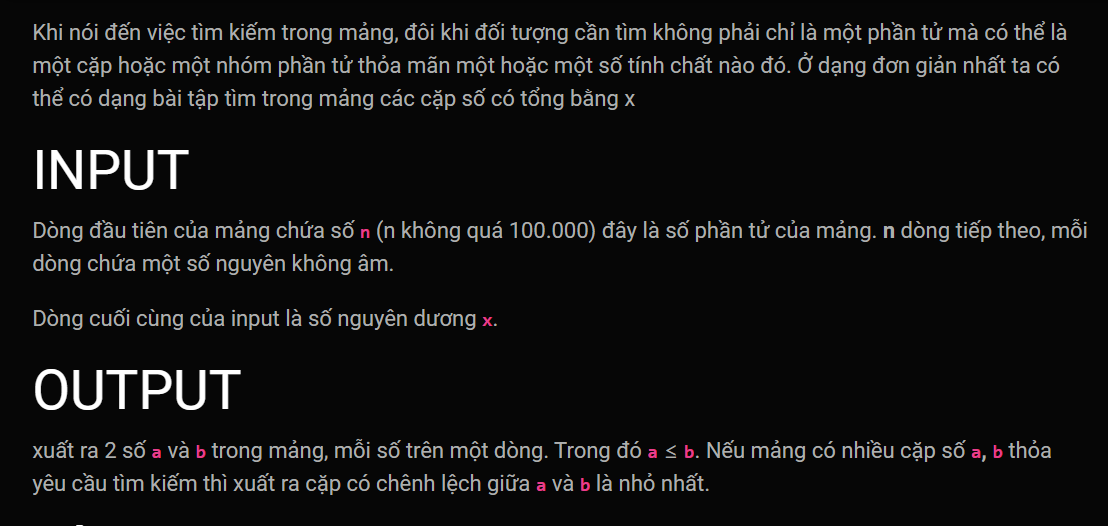 Khi nói đến việc tìm kiếm trong mảng, đôi khi đối tượng cần tìm không phải chỉ là một phần tử mà có thể là
một cặp hoặc một nhóm phần tử thỏa mãn một hoặc một số tính chất nào đó. Ở dạng đơn giản nhất ta có
thể có dạng bài tập tìm trong mảng các cặp số có tổng bằng x
INPUT
Dòng đầu tiên của mảng chứa số n (n không quá 100.000) đây là số phần tử của mảng. n dòng tiếp theo, mỗi
dòng chứa một số nguyên không âm.
Dòng cuối cùng của input là số nguyên dương x.
OUTPUT
xuất ra 2 số a và b trong mảng, mỗi số trên một dòng. Trong đó a ≤ b. Nếu mảng có nhiều cặp số a, b thỏa
yêu cầu tìm kiếm thì xuất ra cặp có chênh lệch giữa a và b là nhỏ nhất.